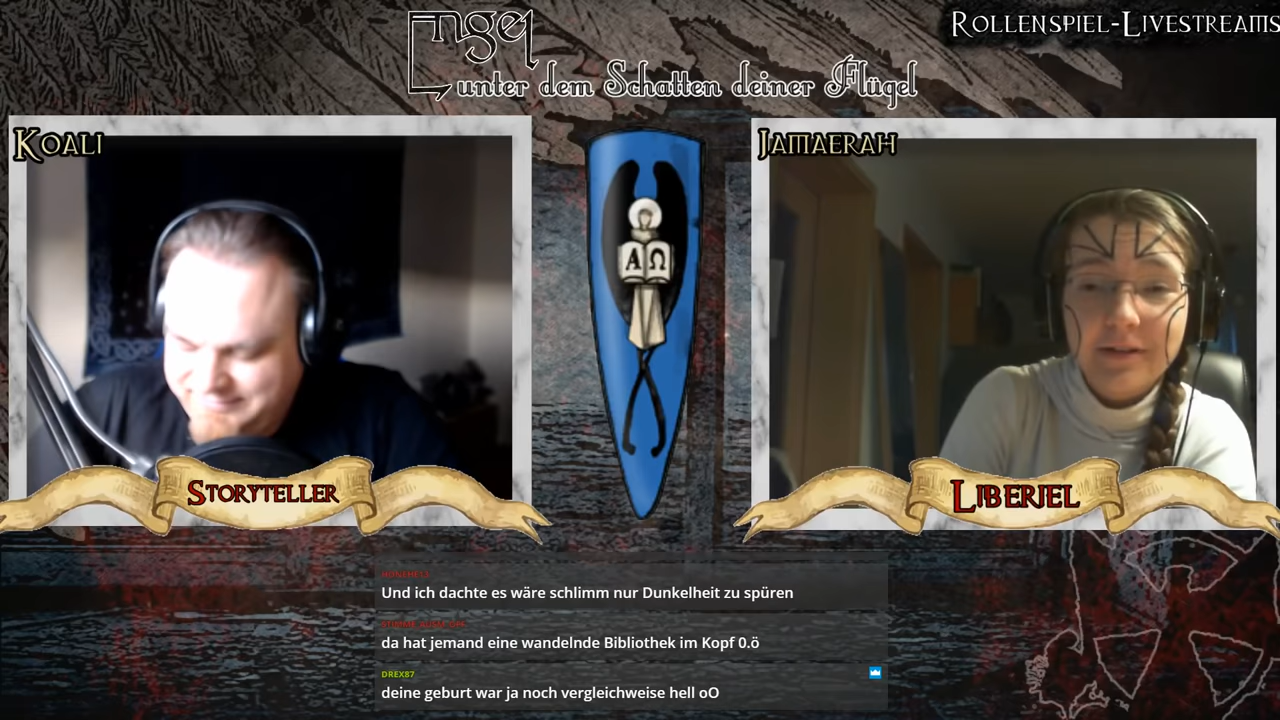 Engel
unter dem Schatten deiner Flügel
Rollenspiel-Livestreams
Koali
Jamaerah
Α Ω
Storyteller
Liberiel
Und ich dachte es wäre schlimm nur Dunkelheit zu spüren
da hat jemand eine wandelnde Bibliothek im Kopf 0.ö
DREX87
deine geburt war ja noch vergleichweise hell oO